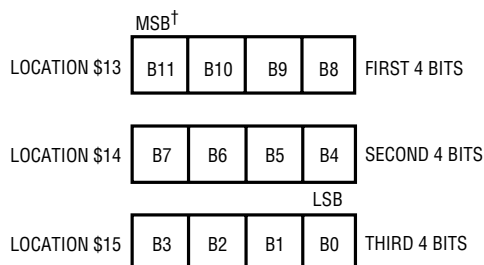 MSB†
LOCATION $13 B11 B10 B9 B8 FIRST 4 BITS
LOCATION $14 B7 B6 B5 B4 SECOND 4 BITS
LSB
LOCATION $15 B3 B2 B1 B0 THIRD 4 BITS